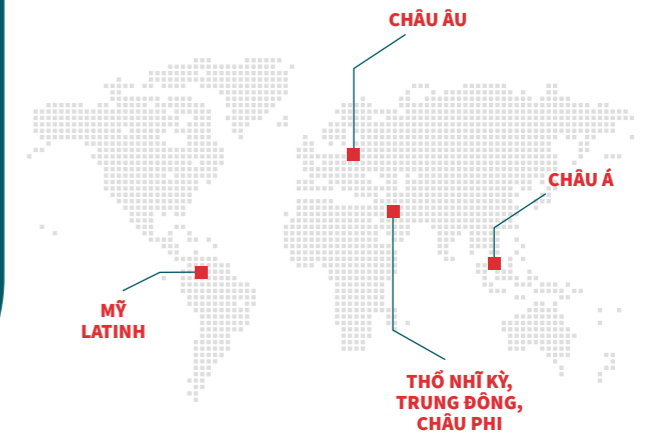 CHÂU ÂU
CHÂU Á
MỸ
LATINH
THỔ NHĨ KỲ,
TRUNG ĐÔNG,
CHÂU PHI